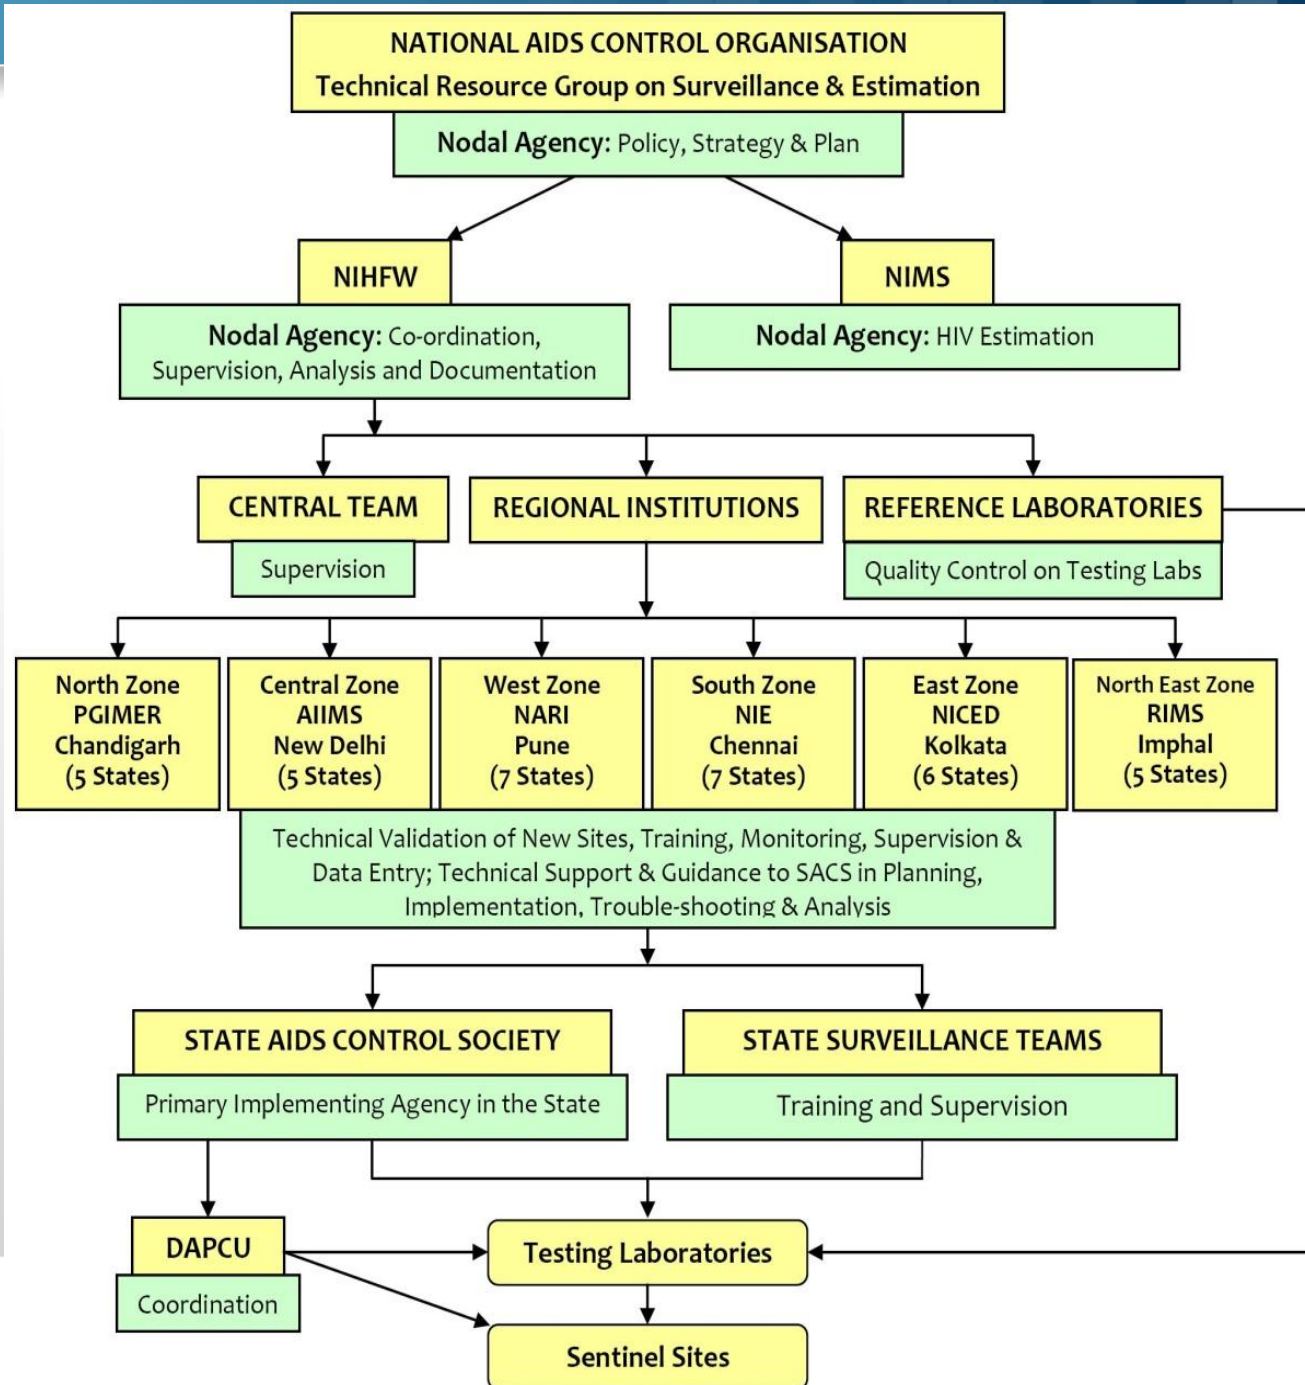 NATIONAL AIDS CONTROL ORGANISATION
Technical Resource Group on Surveillance & Estimation
Nodal Agency: Policy, Strategy & Plan
NIHFW
Nodal Agency: Co-ordination,
Supervision, Analysis and Documentation
NIMS
Nodal Agency: HIV Estimation
CENTRAL TEAM
Supervision
REGIONAL INSTITUTIONS
REFERENCE LABORATORIES
Quality Control on Testing Labs
North Zone
PGIMER
Chandigarh
(5 States)
Central Zone
AIIMS
New Delhi
(5 States)
West Zone
NARI
Pune
(7 States)
South Zone
NIE
Chennai
(7 States)
East Zone
NICED
Kolkata
(6 States)
North East Zone
RIMS
Imphal
(5 States)
Technical Validation of New Sites, Training, Monitoring, Supervision &
Data Entry; Technical Support & Guidance to SACS in Planning,
Implementation, Trouble-shooting & Analysis
STATE AIDS CONTROL SOCIETY
Primary Implementing Agency in the State
STATE SURVEILLANCE TEAMS
Training and Supervision
DAPCU
Coordination
Testing Laboratories
Sentinel Sites